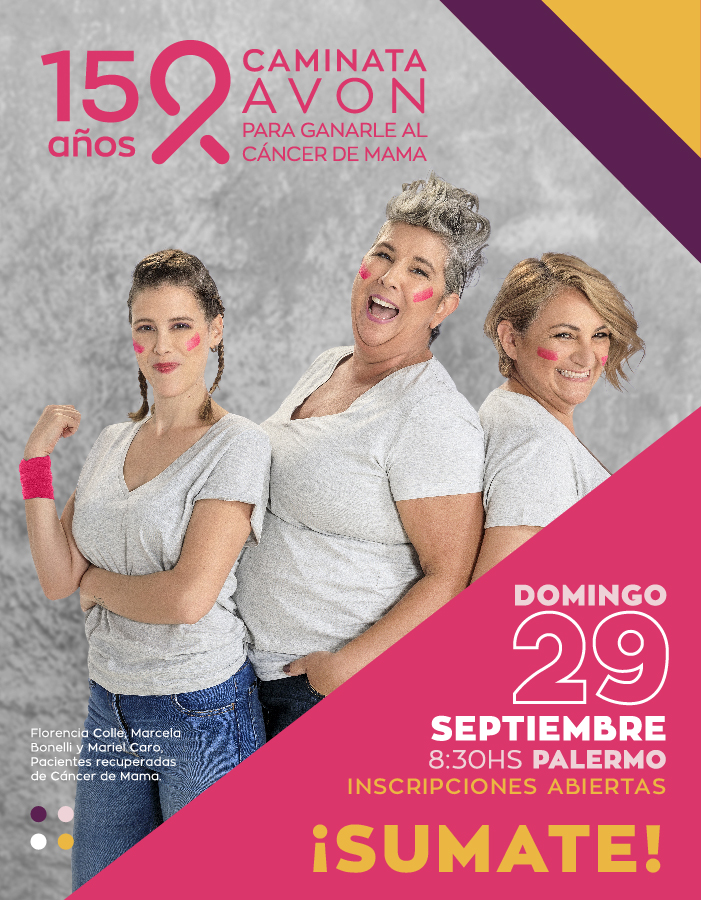 15
años
CAMINATA
AVON
PARA GANARLE AL
CÁNCER DE MAMA
Florencia Colle, Marcela
Bonelli y Mariel Caro.
Pacientes recuperadas
de Cáncer de Mama.
DOMINGO
29
SEPTIEMBRE
8:30HS PALERMO
INSCRIPCIONES ABIERTAS
¡SUMATE!